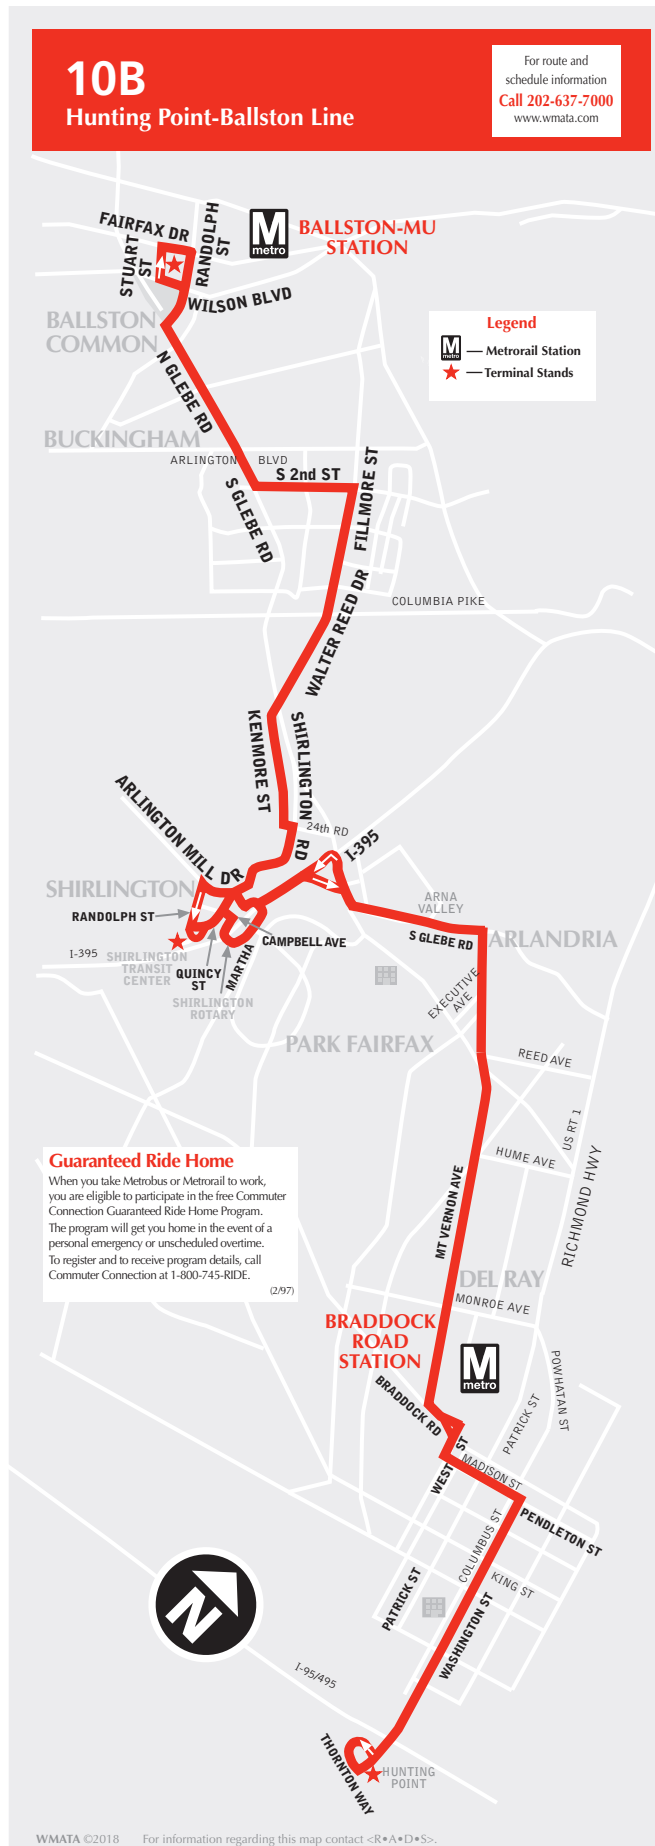 10B
Hunting Point-Ballston Line
For route and
schedule information
Call 202-637-7000
www.wmata.com
FAIRFAX DR
RANDOLPH
ST
STUART
ST
M
metro
BALLSTON-MU
STATION
WILSON BLVD
BALLSTON
COMMON
Legend
M
metro
— Metrorail Station
— Terminal Stands
N GLEBE RD
BUCKINGHAM
ARLINGTON BLVD
S 2nd ST
S GLEBE RD
FILLMORE ST
COLUMBIA PIKE
WALTER REED DR
KENMORE ST
SHIRLINGTON
RD
24th RD
ARLINGTON MILL DR
I-395
SHIRLINGTON
RANDOLPH ST
ARNA
VALLEY
S GLEBE RD
ARLANDRIA
CAMPBELL AVE
I-395
SHIRLINGTON
TRANSIT
CENTER
QUINCY
ST
MARTHA
SHIRLINGTON
ROTARY
EXECUTIVE
AVE
PARK FAIRFAX
REED AVE
US RT 1
HUME AVE
RICHMOND HWY
Guaranteed Ride Home
When you take Metrobus or Metrorail to work,
you are eligible to participate in the free Commuter
Connection Guaranteed Ride Home Program.
The program will get you home in the event of a
personal emergency or unscheduled overtime.
To register and to receive program details, call
Commuter Connection at 1-800-745-RIDE.
(2/97)
MT VERNON AVE
DEL RAY
MONROE AVE
BRADDOCK
ROAD
STATION
M
metro
POWHATAN ST
BRADDOCK RD
PATRICK ST
WEST ST
MADISON ST
PENDLETON ST
COLUMBUS ST
KING ST
PATRICK ST
WASHINGTON ST
N
I-95/495
THORNTON WAY
HUNTING
POINT
WMATA ©2018 For information regarding this map contact <R•A•D•S>.